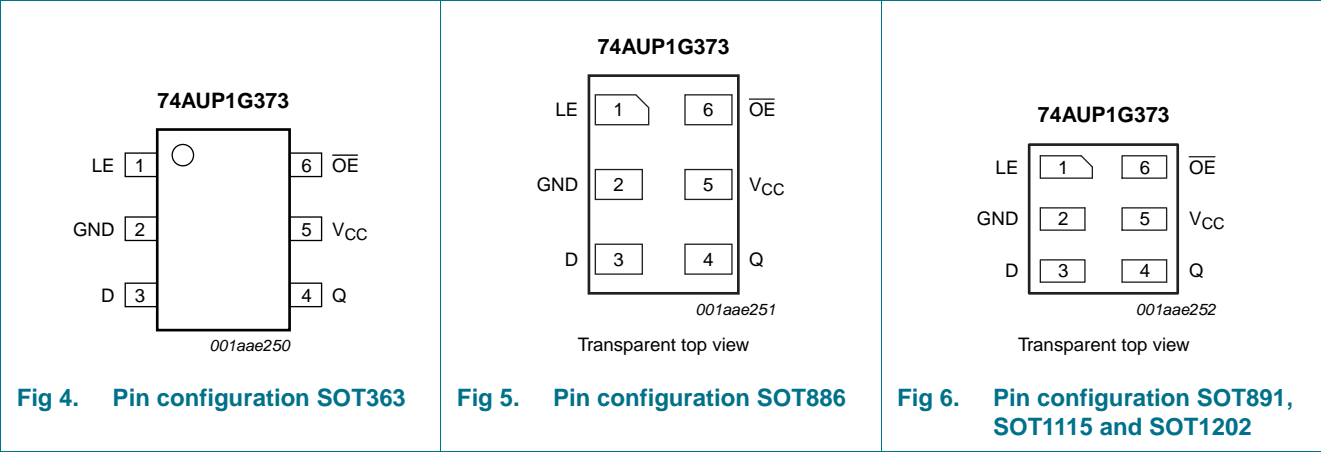 74AUP1G373
LE 1 6 O̅E̅
GND 2 5 VCC
D 3 4 Q
001aae250
Fig 4. Pin configuration SOT363
74AUP1G373
LE 1 6 O̅E̅
GND 2 5 VCC
D 3 4 Q
001aae251
Transparent top view
Fig 5. Pin configuration SOT886
74AUP1G373
LE 1 6 O̅E̅
GND 2 5 VCC
D 3 4 Q
001aae252
Transparent top view
Fig 6. Pin configuration SOT891,
SOT1115 and SOT1202